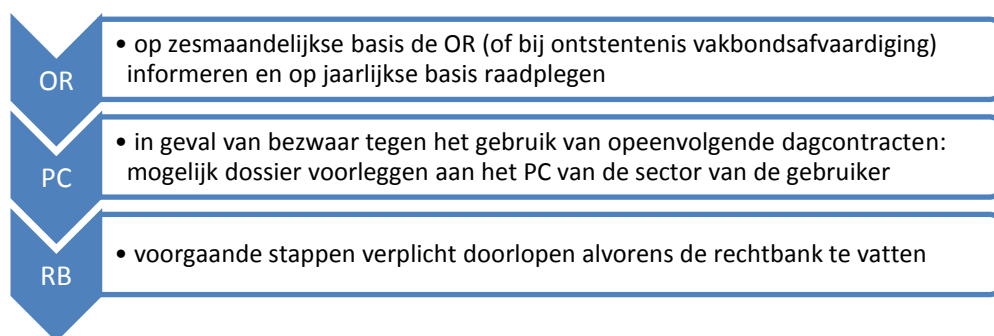 OR
• op zesmaandelijkse basis de OR (of bij ontstentenis vakbondsafvaardiging)
informeren en op jaarlijkse basis raadplegen
PC
• in geval van bezwaar tegen het gebruik van opeenvolgende dagcontracten:
mogelijk dossier voorleggen aan het PC van de sector van de gebruiker
RB
• voorgaande stappen verplicht doorlopen alvorens de rechtbank te vatten